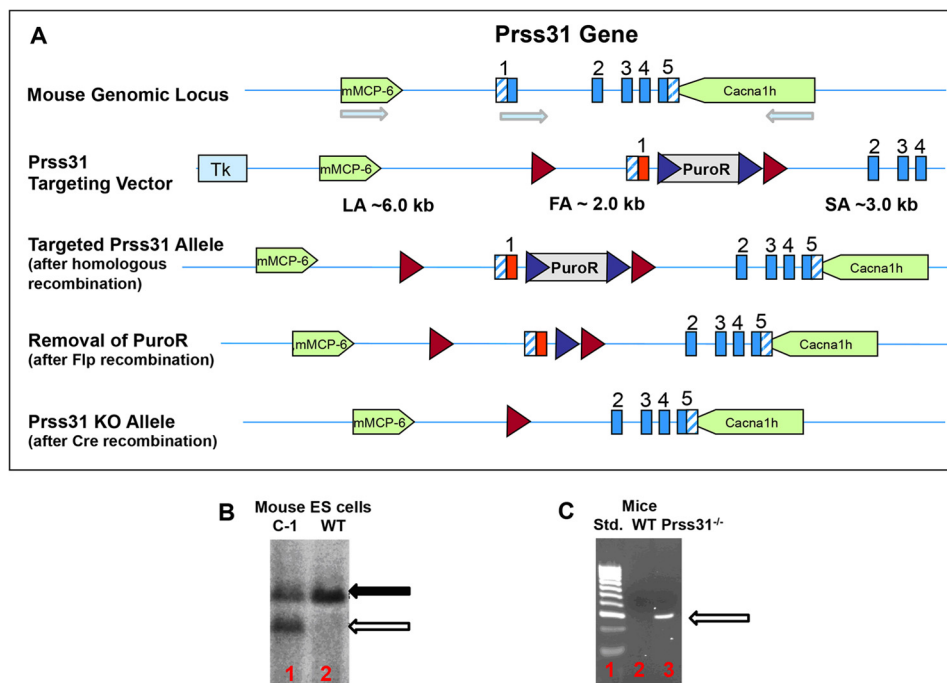 A
Prss31 Gene
Mouse Genomic Locus
mMCP-6
1
2
3
4
5
Cacna1h
Prss31
Targeting Vector
Tk
mMCP-6
1
PuroR
2
3
4
LA ~6.0 kb
FA ~ 2.0 kb
SA ~3.0 kb
Targeted Prss31 Allele
(after homologous
recombination)
mMCP-6
1
PuroR
2
3
4
5
Cacna1h
Removal of PuroR
(after Flp recombination)
mMCP-6
2
3
4
5
Cacna1h
Prss31 KO Allele
(after Cre recombination)
mMCP-6
2
3
4
5
Cacna1h
B
Mouse ES cells
C-1 WT
1 2
C
Mice
Std. WT Prss31-/-
1 2 3